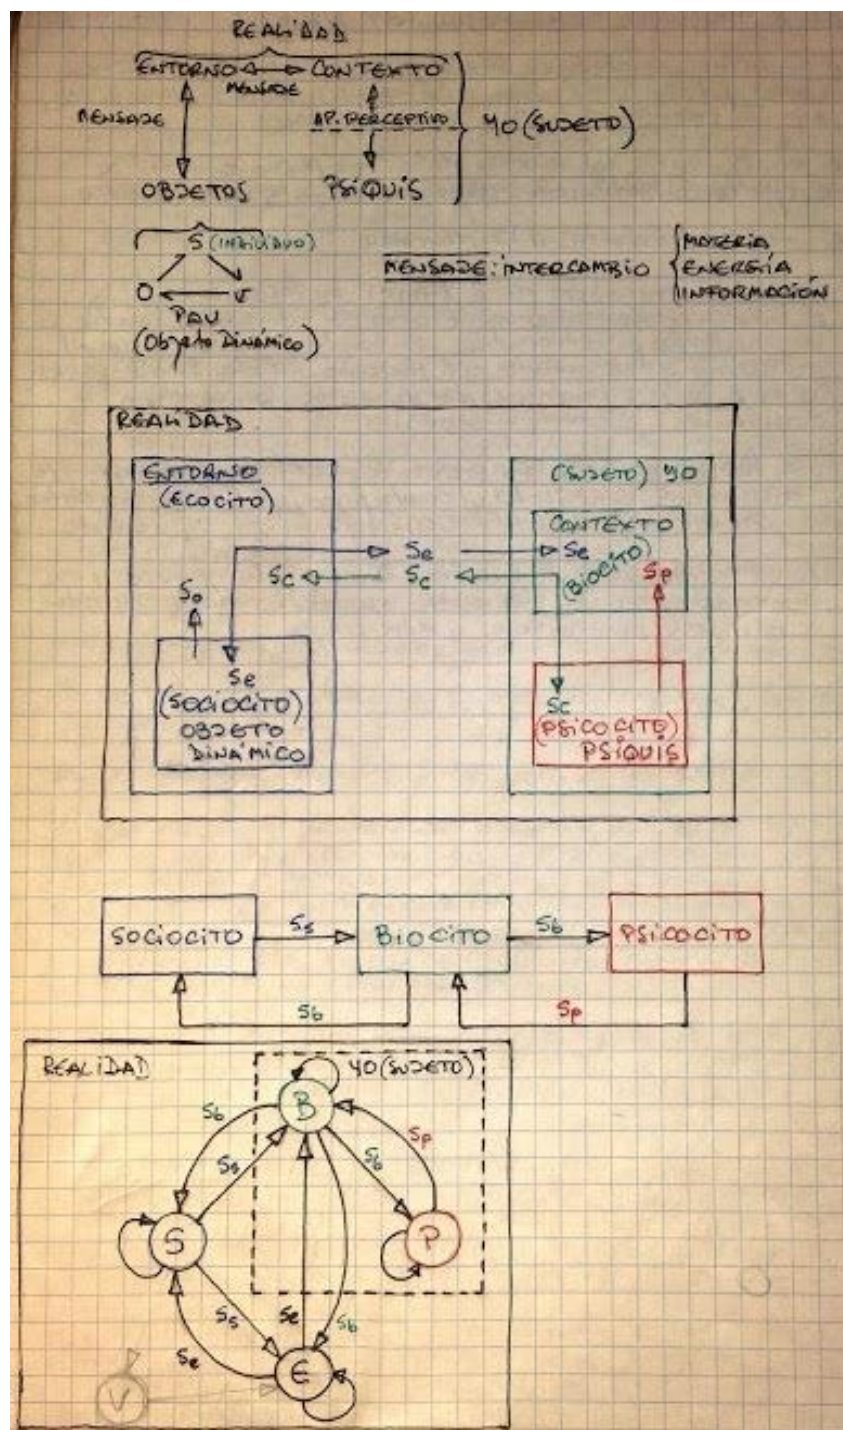 REALIDAD
ENTORNO CONTEXTO
MENSAJE
MENSAJE AP. PERCEPTIVO YO (SUJETO)
OBJETOS PSIQUIS
S (INDIVIDUO)
O V
PAV
(Objeto Dinámico)
MENSAJE: INTERCAMBIO
MATERIA
ENERGÍA
INFORMACIÓN
REALIDAD
ENTORNO
(ECOCITO)
(SUJETO) YO
CONTEXTO
(BIOCITO)
Se Se
Sc Sc
So
Sp
Se
(SOCIOCITO)
OBJETO
DINÁMICO
Sc
(PSICOCITO)
PSIQUIS
SOCIOCITO Ss BIOCITO Sb PSICOCITO
Sb Sp
REALIDAD YO (SUJETO)
B
Sb Sp
Ss Sb
S P
Ss Se Sb
Se
E
V